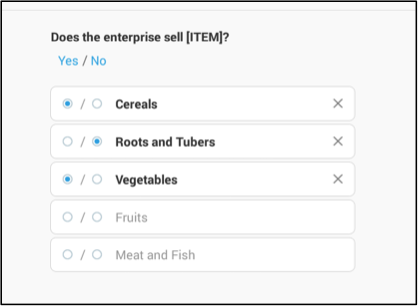 Does the enterprise sell [ITEM]?
Yes / No
/ Cereals
/ Roots and Tubers
/ Vegetables
/ Fruits
/ Meat and Fish